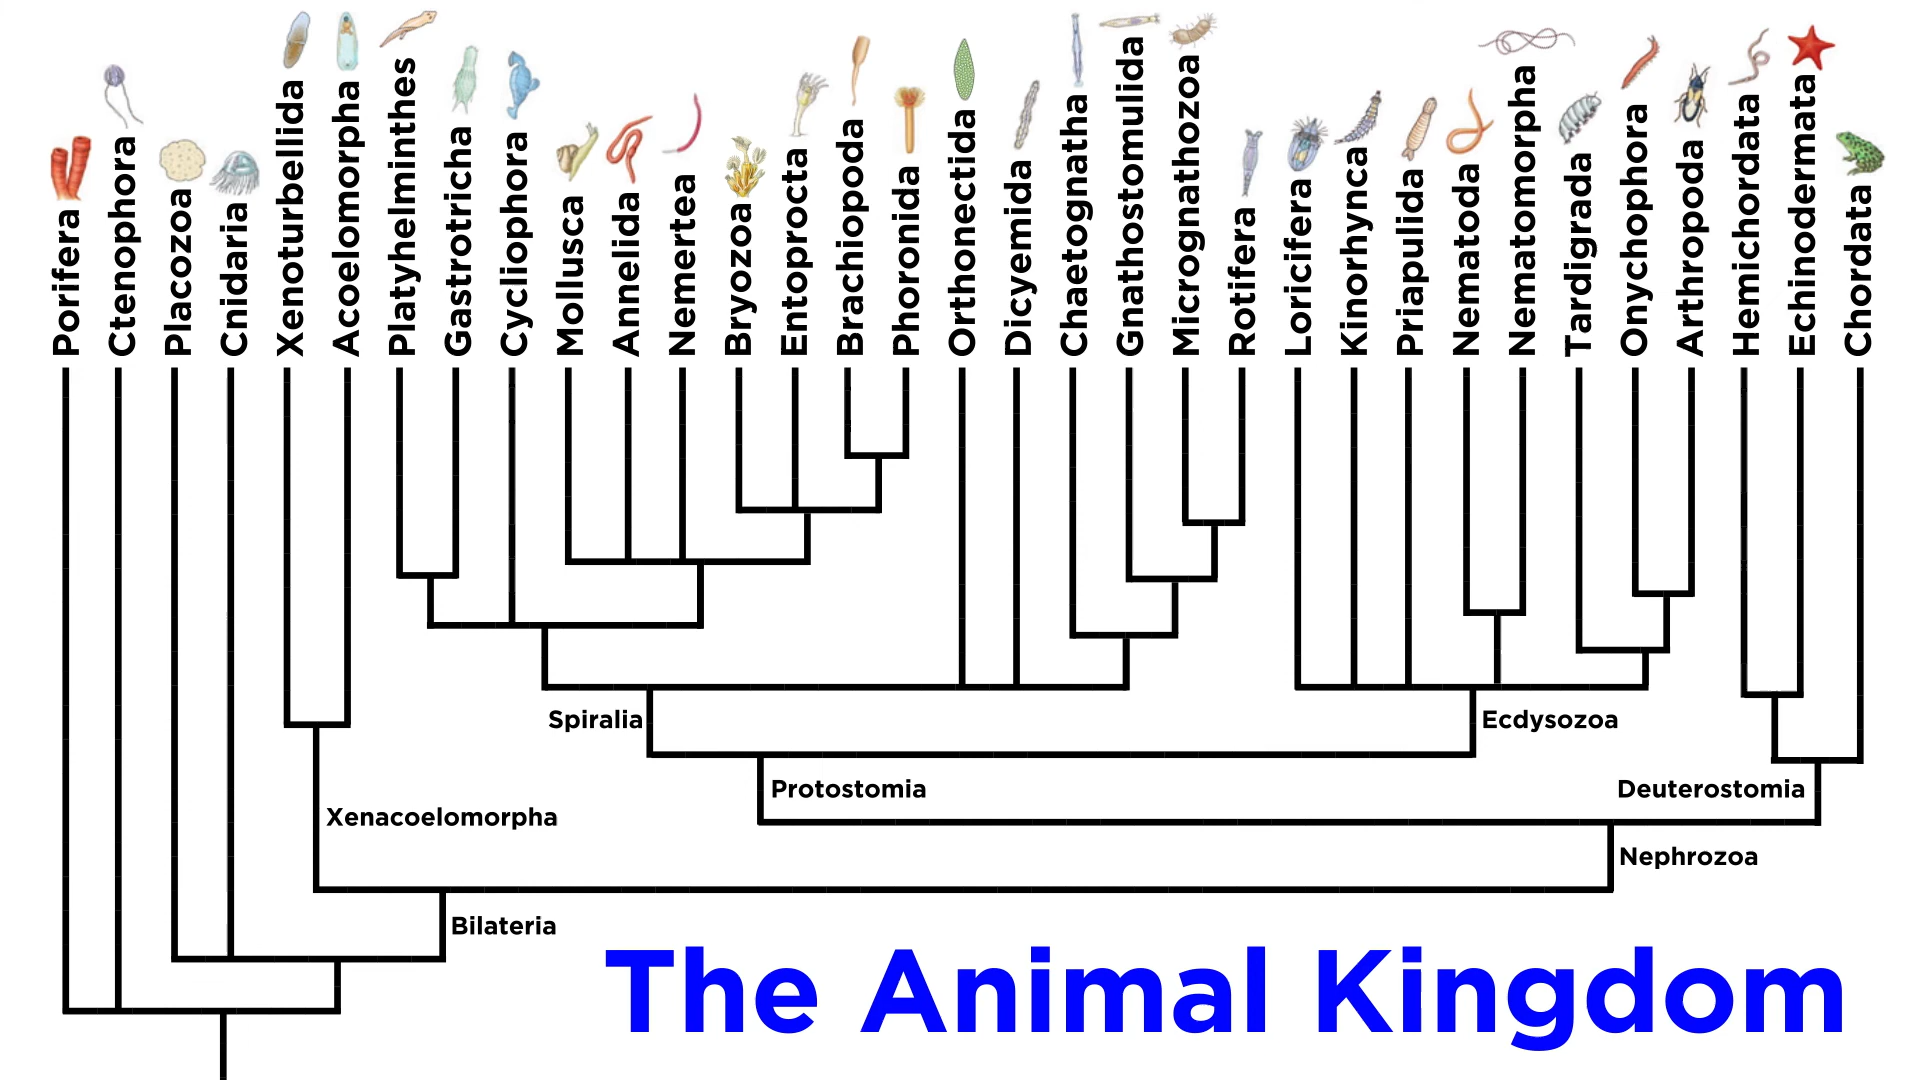 Porifera
Ctenophora
Placozoa
Cnidaria
Xenoturbellida
Acoelomorpha
Platyhelminthes
Gastrotricha
Cycliophora
Mollusca
Annelida
Nemertea
Bryozoa
Entoprocta
Brachiopoda
Phoronida
Orthonectida
Dicyemida
Chaetognatha
Gnathostomulida
Micrognathozoa
Rotifera
Loricifera
Kinorhynca
Priapulida
Nematoda
Nematomorpha
Tardigrada
Onychophora
Arthropoda
Hemichordata
Echinodermata
Chordata
Spiralia
Ecdysozoa
Protostomia
Deuterostomia
Xenacoelomorpha
Nephrozoa
Bilateria
The Animal Kingdom